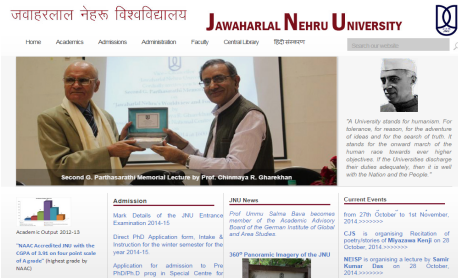 जवाहरलाल नेहरू विश्वविद्यालय
JAWAHARLAL NEHRU UNIVERSITY
Home Academics Admissions Administration Faculty Central Library हिंदी संस्करण
Search our website
Second G. Parthasarathi Memorial Lecture by Prof. Chinmaya R. Gharekhan
"A University stands for humanism. For
tolerance, for reason, for the adventure
of ideas and for the search of truth. It
stands for the onward march of the
human race towards ever higher
objectives. If the Universities discharge
their duties adequately, then it is well
with the Nation and the People."
Academic Output 2012-13
"NAAC Accredited JNU with the
CGPA of 3.91 on four point scale
of A grade" (highest grade by
NAAC)
Admission
Mark Details of the JNU Entrance
Examination 2014-15
Direct PhD Application form, Intake &
Instruction for the winter semester for the
year 2014-15.
Application for admission to Pre
PhD/Ph.D prog in Special Centre for
JNU News
Prof Ummu Salma Bava becomes
member of the Academic Advisory
Board of the German Institute of Global
and Area Studies.
360° Panoramic Imagery of the JNU
Current Events
From 27th October to 1st November,
2014.>>>>>>>
CJS is organising Recitation of
poetry/stories of Miyazawa Kenji on 28
October, 2014.>>>>>>>
NEISP is organising a lecture by Samir
Kumar Das on 28 October,
2014.>>>>>>>